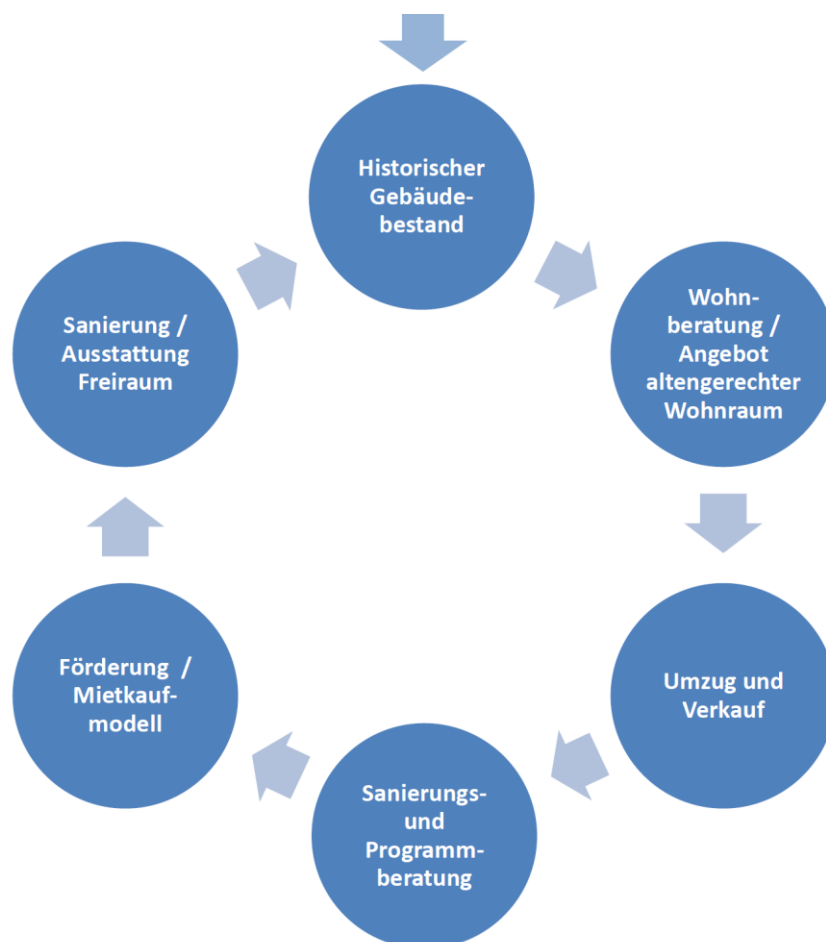 Historischer
Gebäude-
bestand
Wohn-
beratung /
Angebot
altengerechter
Wohnraum
Umzug und
Verkauf
Sanierungs-
und
Programm-
beratung
Förderung /
Mietkauf-
modell
Sanierung /
Ausstattung
Freiraum